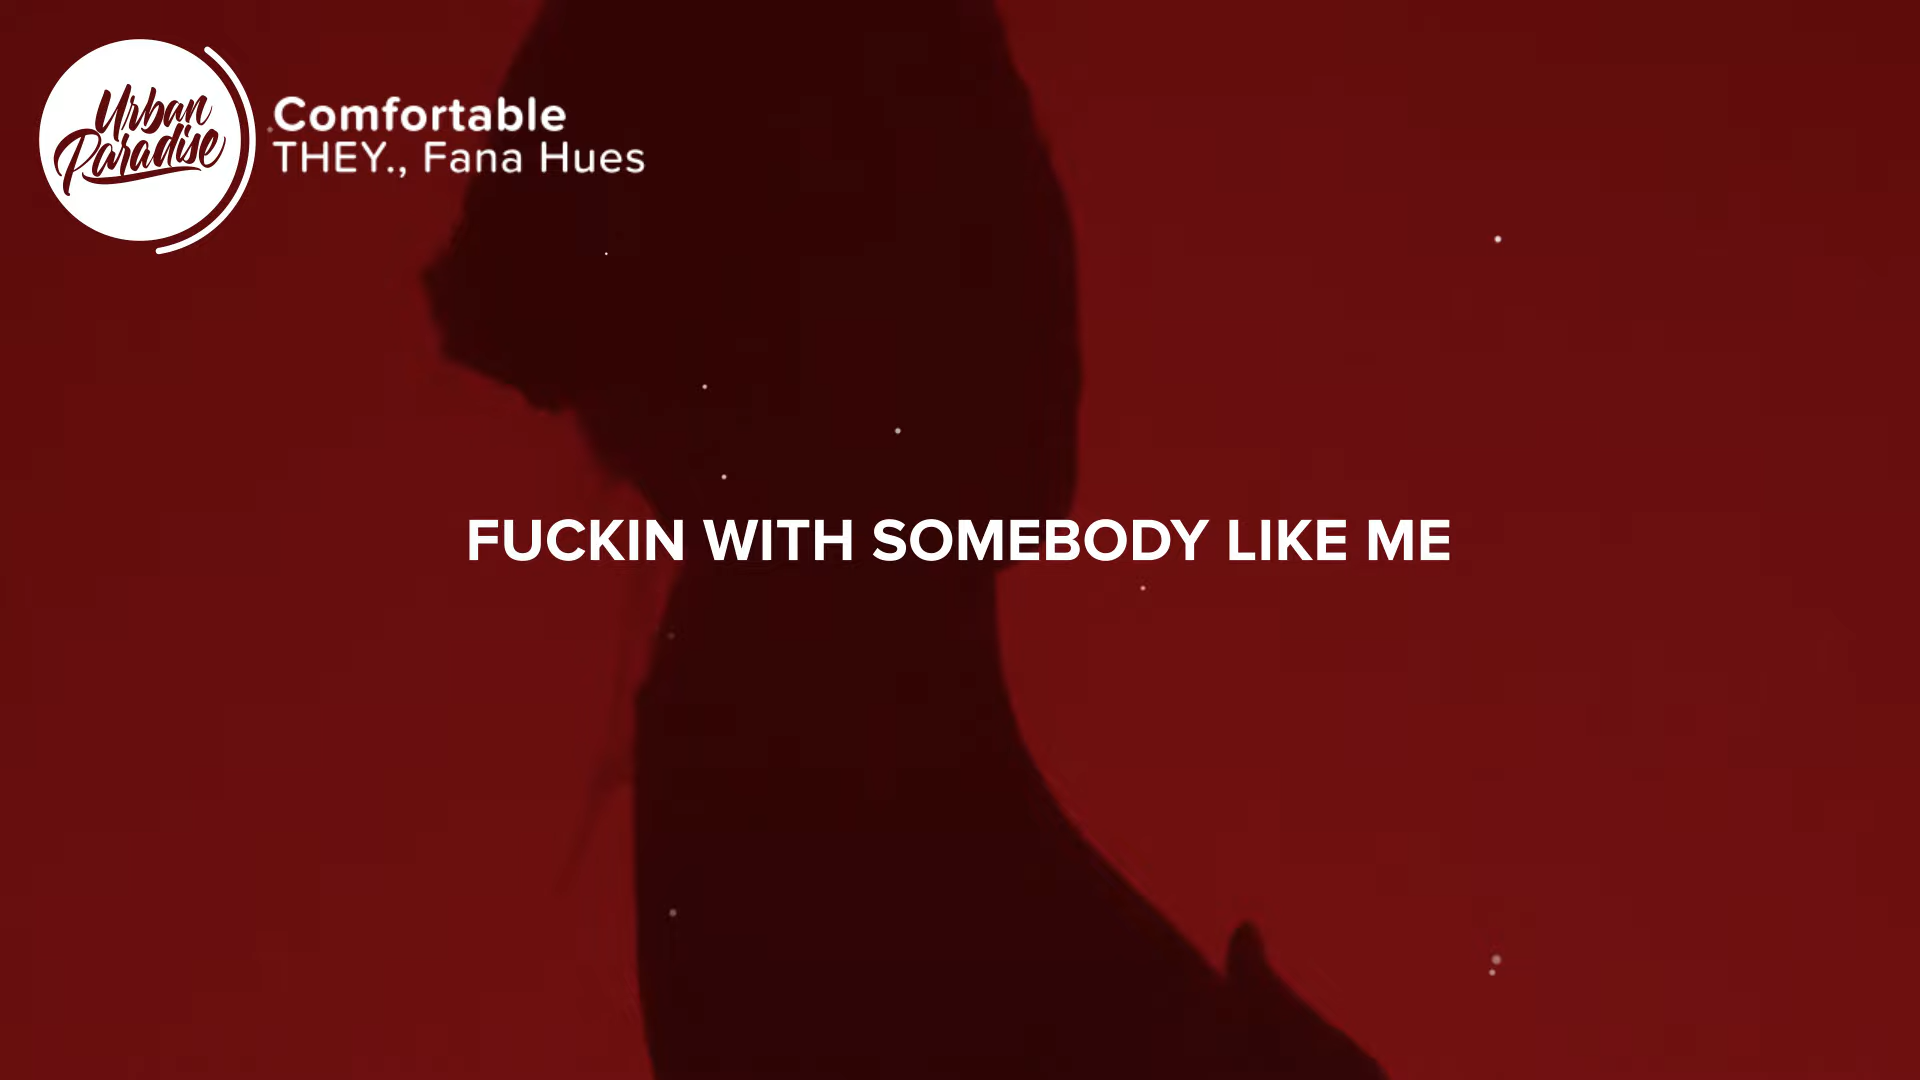 Urban
Paradise
Comfortable
THEY., Fana Hues
FUCKIN WITH SOMEBODY LIKE ME